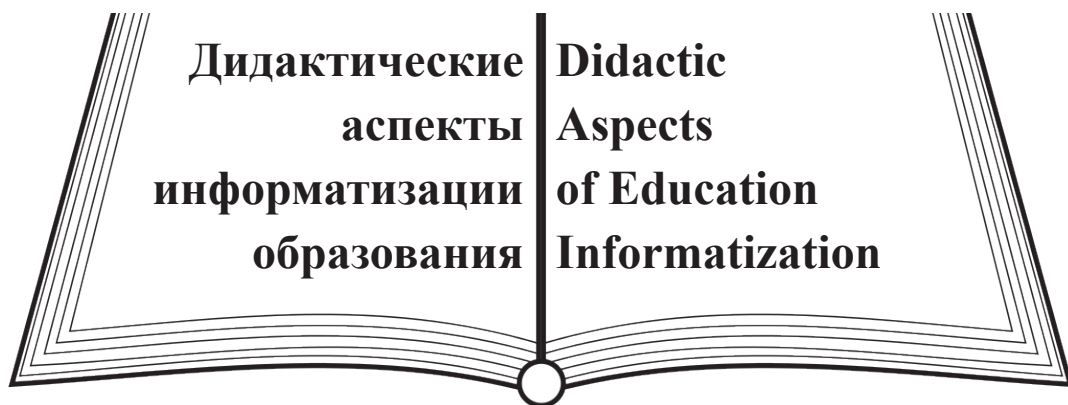 Дидактические
аспекты
информатизации
образования
Didactic
Aspects
of Education
Informatization